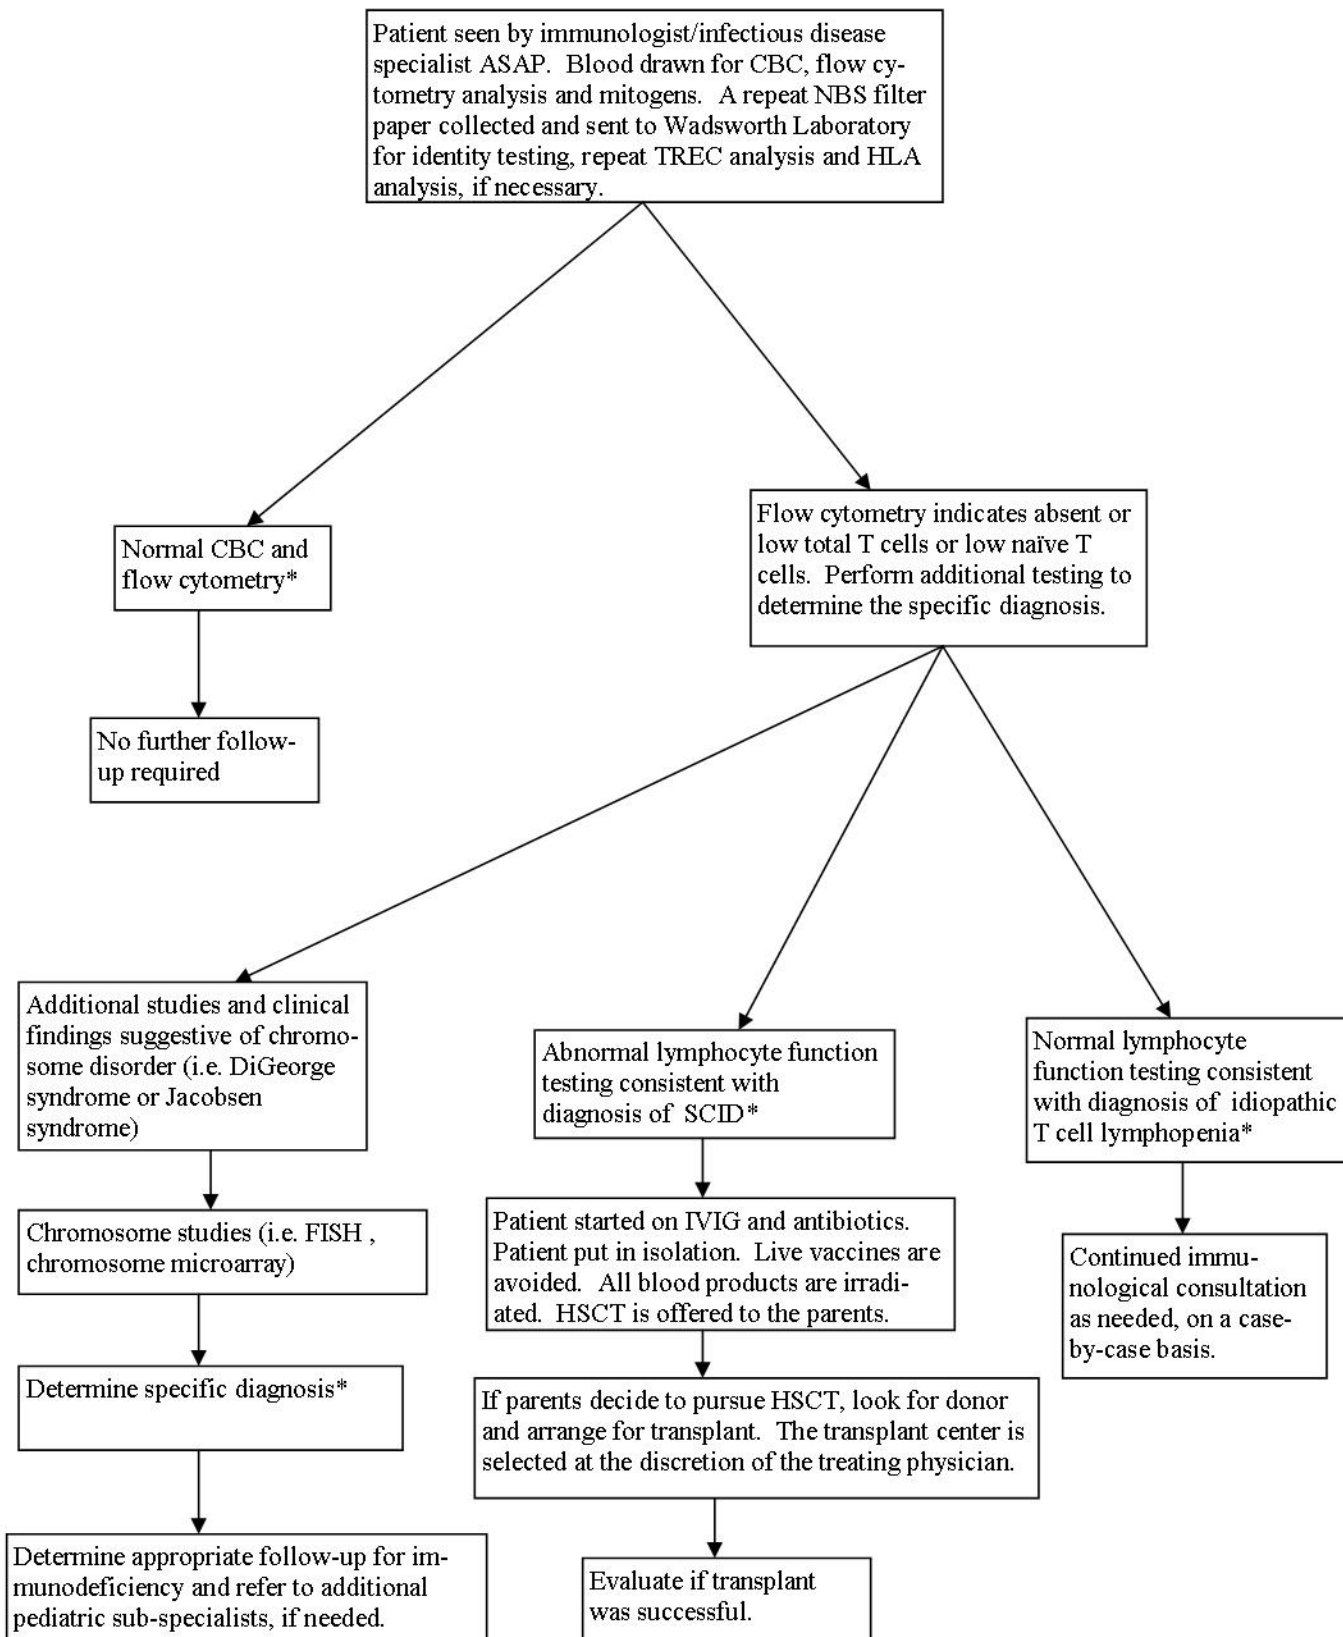 Patient seen by immunologist/infectious disease
specialist ASAP.  Blood drawn for CBC, flow cy-
tometry analysis and mitogens.  A repeat NBS filter
paper collected and sent to Wadsworth Laboratory
for identity testing, repeat TREC analysis and HLA
analysis, if necessary.
Normal CBC and
flow cytometry*
Flow cytometry indicates absent or
low total T cells or low naïve T
cells.  Perform additional testing to
determine the specific diagnosis.
No further follow-
up required
Additional studies and clinical
findings suggestive of chromo-
some disorder (i.e. DiGeorge
syndrome or Jacobsen
syndrome)
Abnormal lymphocyte function
testing consistent with
diagnosis of  SCID*
Normal lymphocyte
function testing consistent
with diagnosis of  idiopathic
T cell lymphopenia*
Chromosome studies (i.e. FISH ,
chromosome microarray)
Patient started on IVIG and antibiotics.
Patient put in isolation.  Live vaccines are
avoided.  All blood products are irradi-
ated.  HSCT is offered to the parents.
Continued immu-
nological consultation
as needed, on a case-
by-case basis.
Determine specific diagnosis*
If parents decide to pursue HSCT, look for donor
and arrange for transplant.  The transplant center is
selected at the discretion of the treating physician.
Determine appropriate follow-up for im-
munodeficiency and refer to additional
pediatric sub-specialists, if needed.
Evaluate if transplant
was successful.